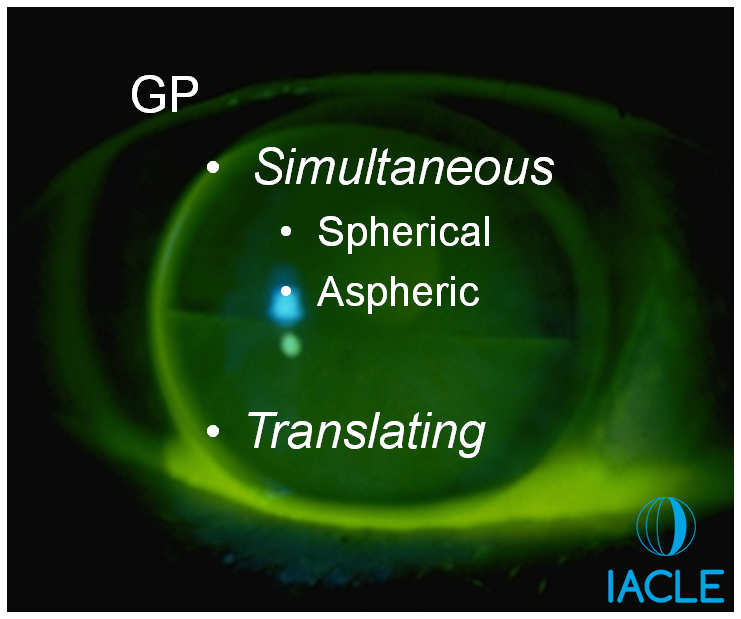 GP
• Simultaneous
• Spherical
• Aspheric
• Translating
IACLE